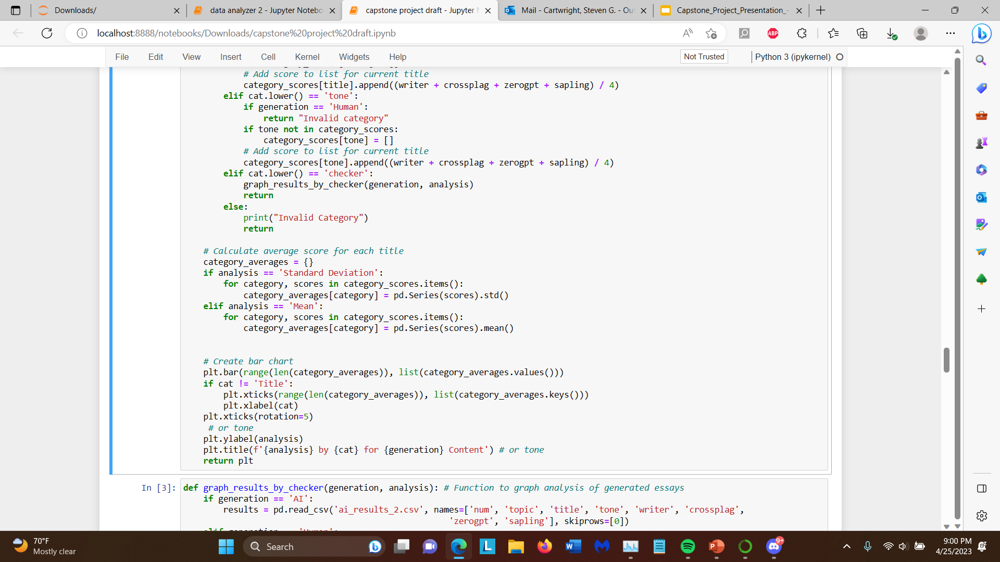 Downloads/
data analyzer 2 - Jupyter Notebo
capstone project draft - Jupyter
Mail - Cartwright, Steven G. - Ou
Capstone_Project_Presentation_-
localhost:8888/notebooks/Downloads/capstone%20project%20draft.ipynb
ABP
File Edit View Insert Cell Kernel Widgets Help
Not Trusted
Python 3 (ipykernel)
# Add score to list for current title
category_scores[title].append((writer + crossplag + zerogpt + sapling) / 4)
elif cat.lower() == 'tone':
if generation == 'Human':
return "Invalid category"
if tone not in category_scores:
category_scores[tone] = []
# Add score to list for current title
category_scores[tone].append((writer + crossplag + zerogpt + sapling) / 4)
elif cat.lower() == 'checker':
graph_results_by_checker(generation, analysis)
return
else:
print("Invalid Category")
return
# Calculate average score for each title
category_averages = {}
if analysis == 'Standard Deviation':
for category, scores in category_scores.items():
category_averages[category] = pd.Series(scores).std()
elif analysis == 'Mean':
for category, scores in category_scores.items():
category_averages[category] = pd.Series(scores).mean()
# Create bar chart
plt.bar(range(len(category_averages)), list(category_averages.values()))
if cat != 'Title':
plt.xticks(range(len(category_averages)), list(category_averages.keys()))
plt.xlabel(cat)
plt.xticks(rotation=5)
# or tone
plt.ylabel(analysis)
plt.title(f'{analysis} by {cat} for {generation} Content') # or tone
return plt
In [3]: def graph_results_by_checker(generation, analysis): # Function to graph analysis of generated essays
if generation == 'AI':
results = pd.read_csv('ai_results_2.csv', names=['num', 'topic', 'title', 'tone', 'writer', 'crossplag',
'zerogpt', 'sapling'], skiprows=[0])
70°F
Mostly clear
Search
9+
9:00 PM
4/25/2023